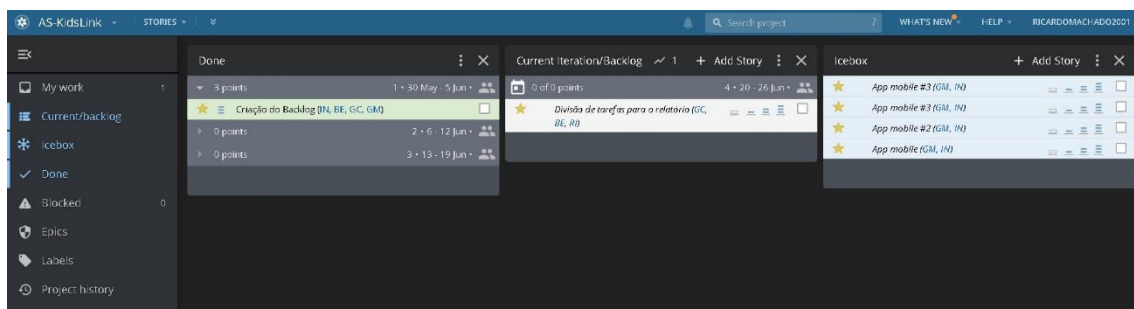 AS-KidsLink
STORIES
Search project
?
WHAT'S NEW
HELP
RICARDOMACHADO2001
My work 1
Current/backlog
Icebox
Done
Blocked 0
Epics
Labels
Project history
Done
3 points 1 • 30 May - 5 Jun •
Criação do Backlog (IN, BE, GC, GM)
0 points 2 • 6 - 12 Jun •
0 points 3 • 13 - 19 Jun •
Current Iteration/Backlog 1 + Add Story
0 of 0 points 4 • 20 - 26 Jun •
Divisão de tarefas para o relatório (GC,
BE, RI)
Icebox + Add Story
App mobile #3 (GM, IN)
App mobile #3 (GM, IN)
App mobile #2 (GM, IN)
App mobile (GM, IN)